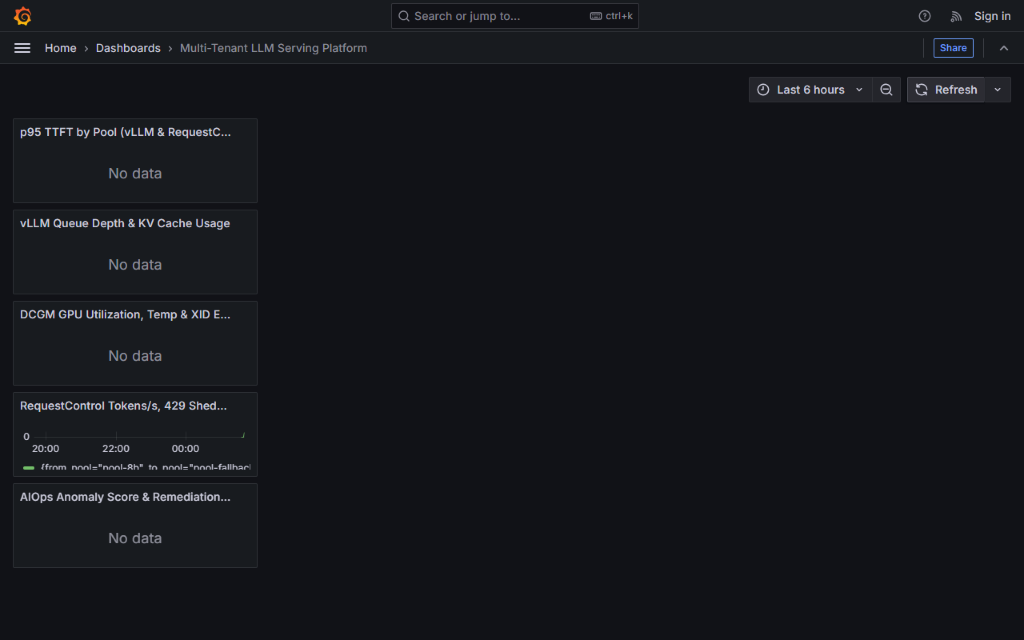 Search or jump to...
ctrl+k
Sign in
Home › Dashboards › Multi-Tenant LLM Serving Platform
Share
Last 6 hours
Refresh
p95 TTFT by Pool (vLLM & RequestC...
No data
vLLM Queue Depth & KV Cache Usage
No data
DCGM GPU Utilization, Temp & XID E...
No data
RequestControl Tokens/s, 429 Shed...
0
20:00 22:00 00:00
{from_pool="pool-8b", to_pool="pool-fallbac
AIOps Anomaly Score & Remediation...
No data